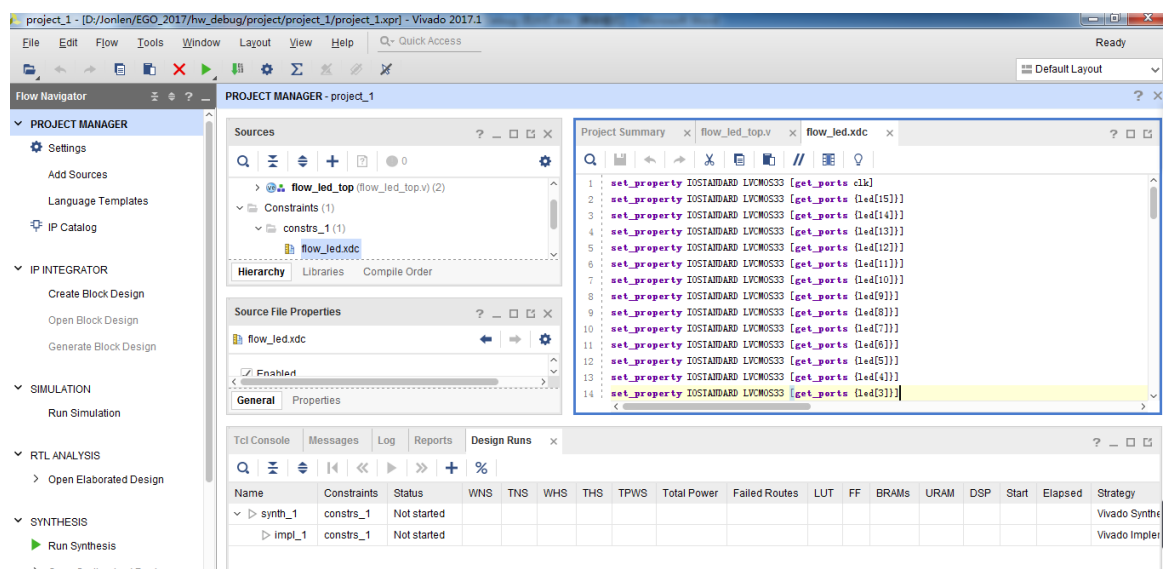 project_1 - [D:/Jonlen/EGO_2017/hw_debug/project/project_1/project_1.xpr] - Vivado 2017.1
File Edit Flow Tools Window Layout View Help Q- Quick Access Ready
Default Layout
Flow Navigator
PROJECT MANAGER - project_1
PROJECT MANAGER
Settings
Add Sources
Language Templates
IP Catalog
IP INTEGRATOR
Create Block Design
Open Block Design
Generate Block Design
SIMULATION
Run Simulation
RTL ANALYSIS
Open Elaborated Design
SYNTHESIS
Run Synthesis
Sources
0
flow_led_top (flow_led_top.v) (2)
Constraints (1)
constrs_1 (1)
flow_led.xdc
Hierarchy Libraries Compile Order
Source File Properties
flow_led.xdc
Enabled
General Properties
Project Summary flow_led_top.v flow_led.xdc
1 set_property IOSTANDARD LVCMOS33 [get_ports clk]
2 set_property IOSTANDARD LVCMOS33 [get_ports {led[15]}]
3 set_property IOSTANDARD LVCMOS33 [get_ports {led[14]}]
4 set_property IOSTANDARD LVCMOS33 [get_ports {led[13]}]
5 set_property IOSTANDARD LVCMOS33 [get_ports {led[12]}]
6 set_property IOSTANDARD LVCMOS33 [get_ports {led[11]}]
7 set_property IOSTANDARD LVCMOS33 [get_ports {led[10]}]
8 set_property IOSTANDARD LVCMOS33 [get_ports {led[9]}]
9 set_property IOSTANDARD LVCMOS33 [get_ports {led[8]}]
10 set_property IOSTANDARD LVCMOS33 [get_ports {led[7]}]
11 set_property IOSTANDARD LVCMOS33 [get_ports {led[6]}]
12 set_property IOSTANDARD LVCMOS33 [get_ports {led[5]}]
13 set_property IOSTANDARD LVCMOS33 [get_ports {led[4]}]
14 set_property IOSTANDARD LVCMOS33 [get_ports {led[3]}]
Tcl Console Messages Log Reports Design Runs
Name Constraints Status WNS TNS WHS THS TPWS Total Power Failed Routes LUT FF BRAMs URAM DSP Start Elapsed Strategy
synth_1 constrs_1 Not started Vivado Synthe
impl_1 constrs_1 Not started Vivado Implem